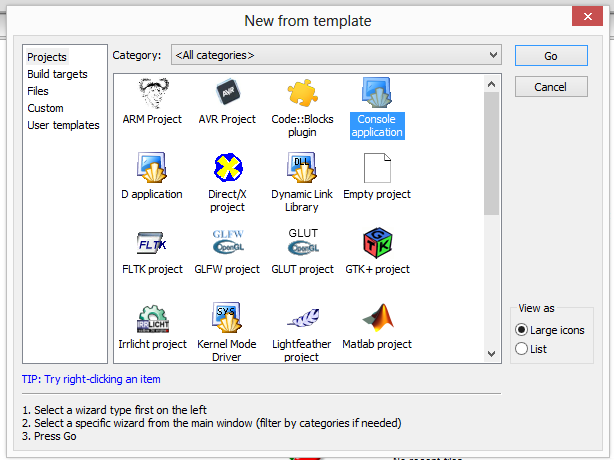 New from template
Projects
Build targets
Files
Custom
User templates
Category: <All categories>
Go
Cancel
ARM Project
AVR Project
Code::Blocks
plugin
Console
application
D application
Direct/X
project
DLL
Dynamic Link
Library
Empty project
FLTK
FLTK project
GLFW
OpenGL
GLFW project
GLUT
OpenGL
GLUT project
GTK
GTK+ project
IRRLICHT
Irrlicht project
SYS
Kernel Mode
Driver
Lightfeather
project
Matlab project
View as
Large icons
List
TIP: Try right-clicking an item
1. Select a wizard type first on the left
2. Select a specific wizard from the main window (filter by categories if needed)
3. Press Go